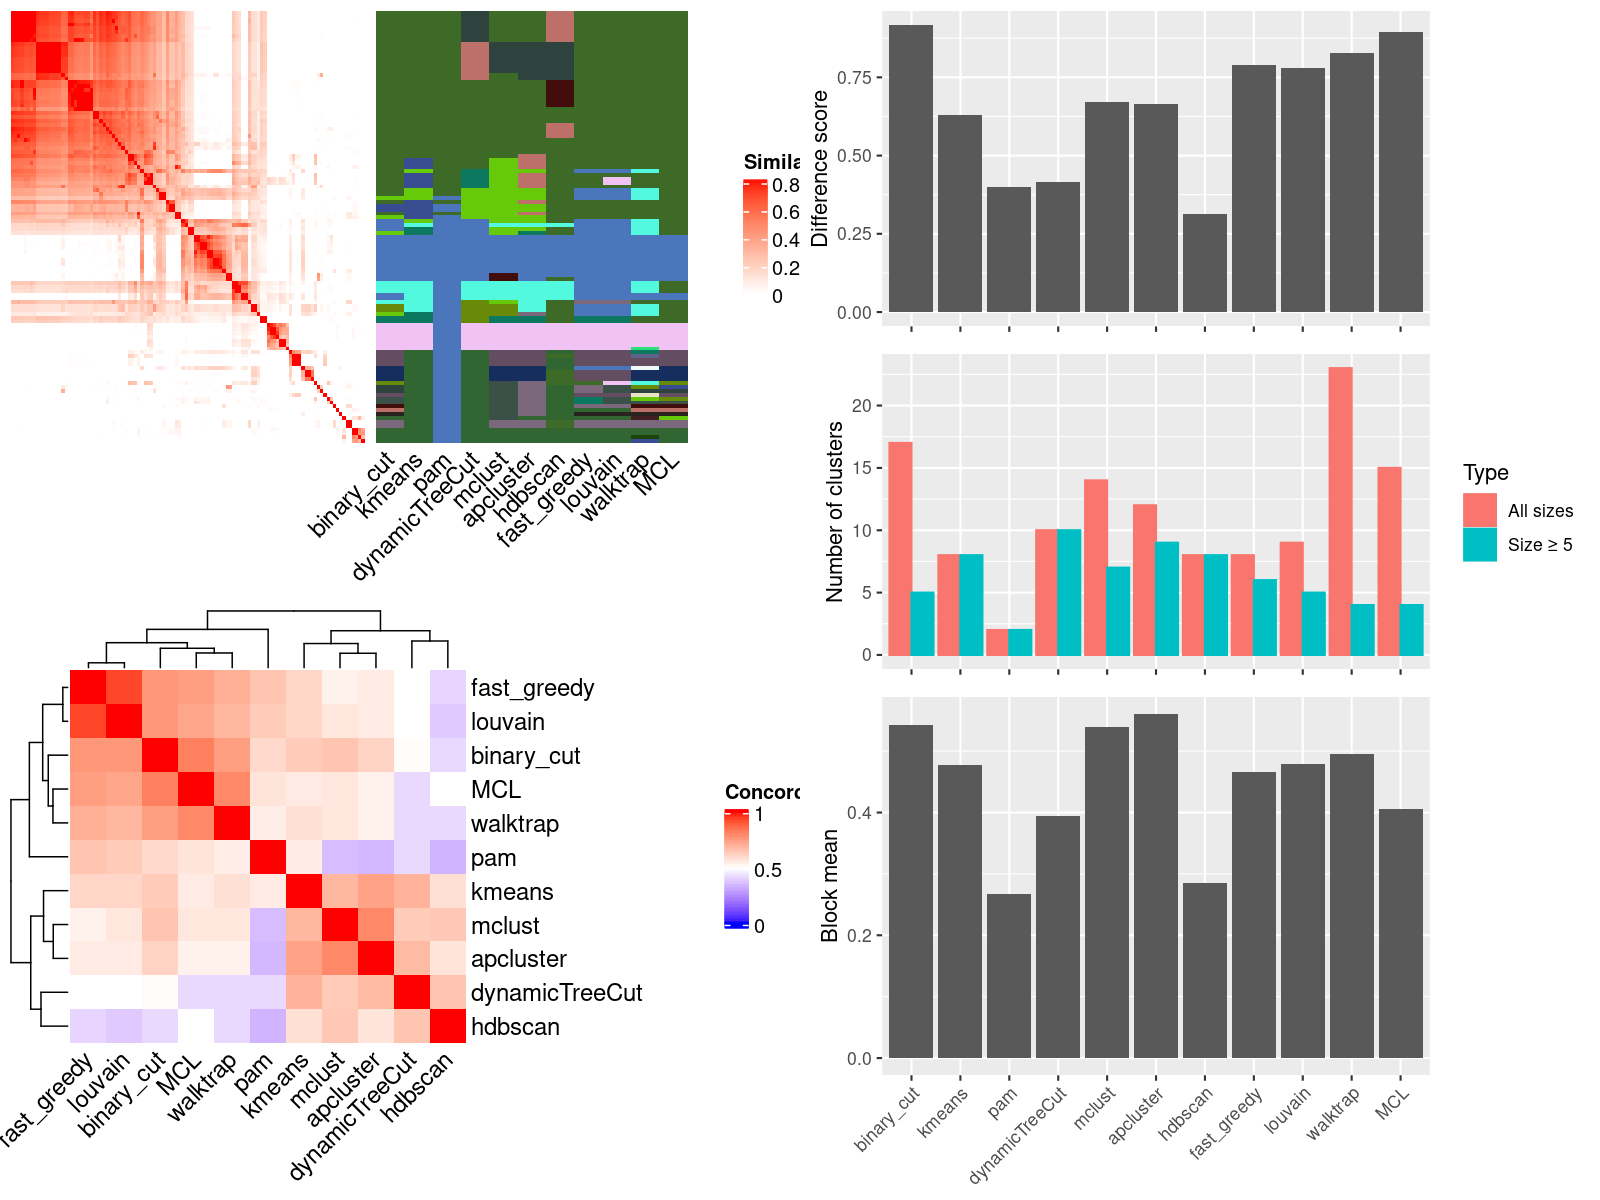 Simila
0.8
0.6
0.4
0.2
0
binary_cut
kmeans
pam
dynamicTreeCut
mclust
apcluster
hdbscan
fast_greedy
louvain
walktrap
MCL
fast_greedy
louvain
binary_cut
MCL
walktrap
pam
kmeans
mclust
apcluster
dynamicTreeCut
hdbscan
fast_greedy
louvain
binary_cut
MCL
walktrap
pam
kmeans
mclust
apcluster
dynamicTreeCut
hdbscan
Concord
1
0.5
0
Difference score
0.75
0.50
0.25
0.00
Number of clusters
20
15
10
5
0
Type
All sizes
Size ≥ 5
Block mean
0.4
0.2
0.0
binary_cut
kmeans
pam
dynamicTreeCut
mclust
apcluster
hdbscan
fast_greedy
louvain
walktrap
MCL